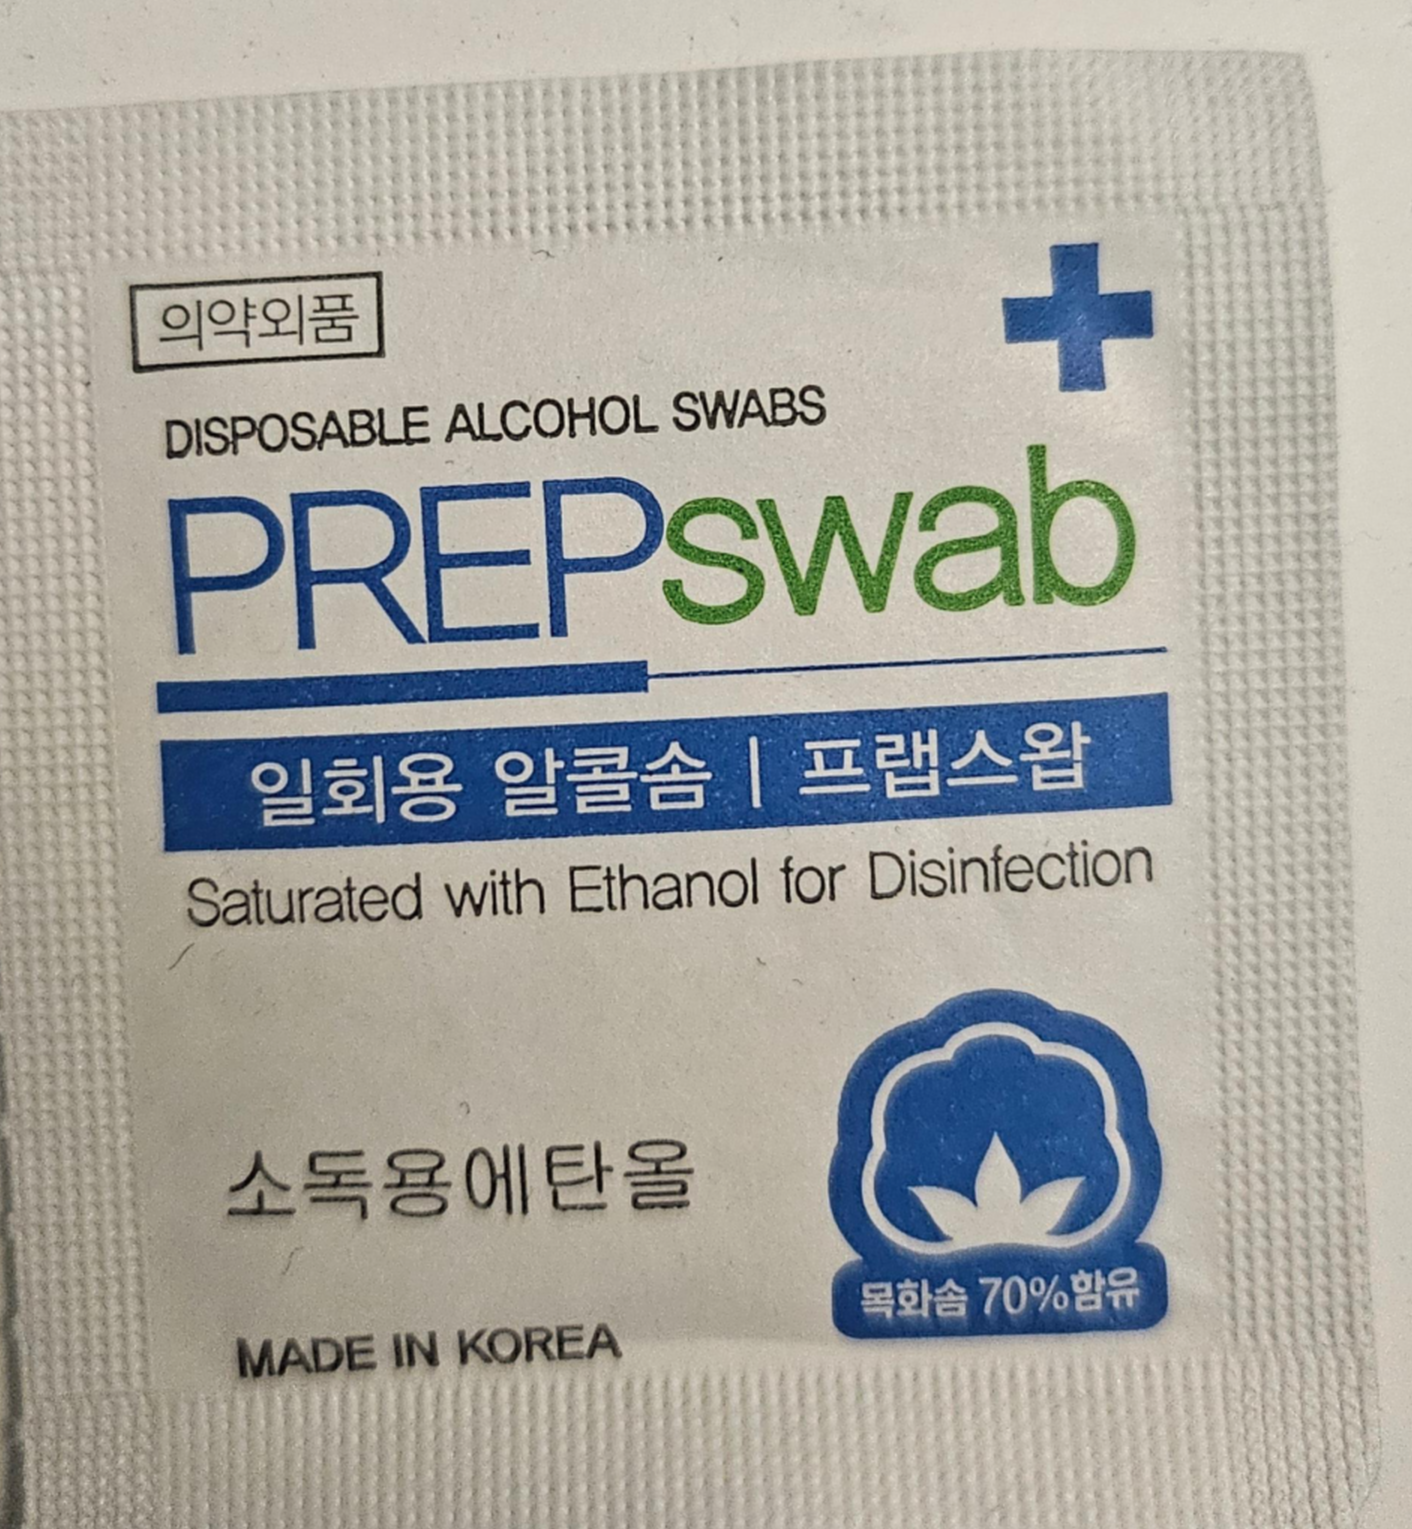 의약외품
DISPOSABLE ALCOHOL SWABS
PREPswab
일회용 알콜솜 | 프랩스왑
Saturated with Ethanol for Disinfection
소독용에탄올
목화솜 70%함유
MADE IN KOREA